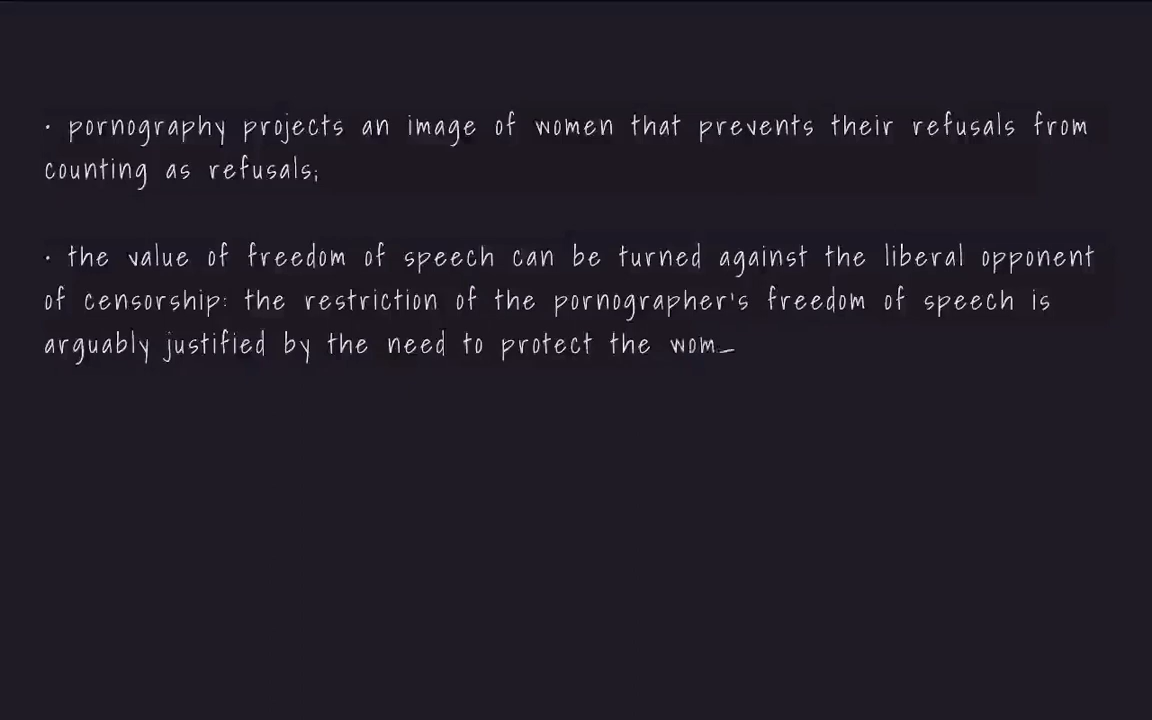 · pornography projects an image of women that prevents their refusals from
counting as refusals;
· the value of freedom of speech can be turned against the liberal opponent
of censorship: the restriction of the pornographer's freedom of speech is
arguably justified by the need to protect the wom_